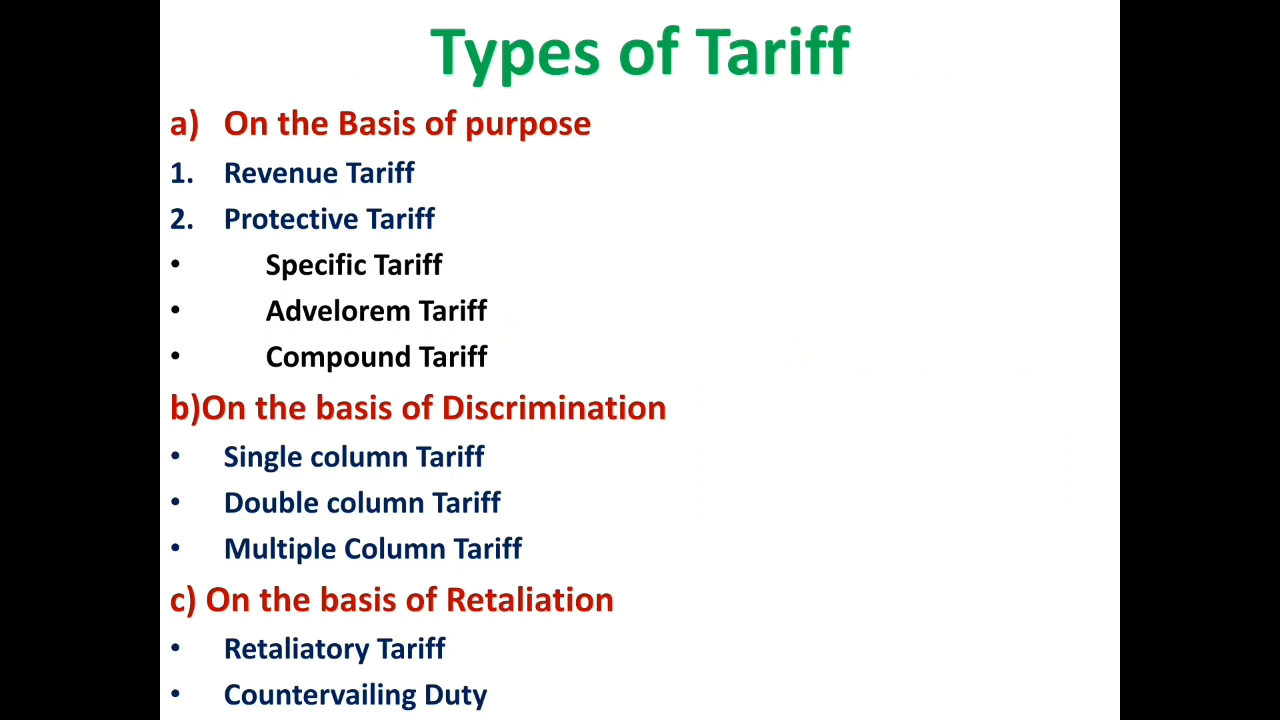 Types of Tariff
a) On the Basis of purpose
1. Revenue Tariff
2. Protective Tariff
• Specific Tariff
• Advelorem Tariff
• Compound Tariff
b)On the basis of Discrimination
• Single column Tariff
• Double column Tariff
• Multiple Column Tariff
c) On the basis of Retaliation
• Retaliatory Tariff
• Countervailing Duty